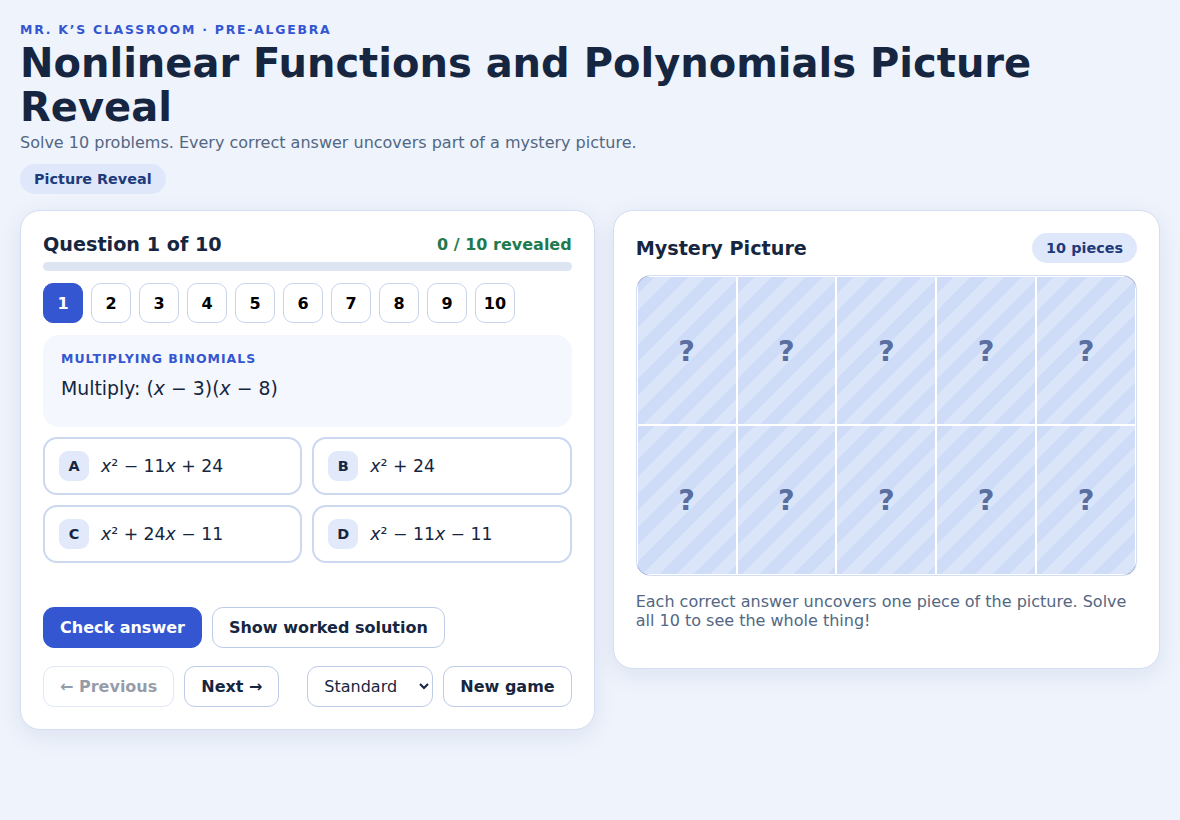 MR. K’S CLASSROOM · PRE-ALGEBRA
Nonlinear Functions and Polynomials Picture
Reveal
Solve 10 problems. Every correct answer uncovers part of a mystery picture.
Picture Reveal
Question 1 of 10
0 / 10 revealed
1 2 3 4 5 6 7 8 9 10
MULTIPLYING BINOMIALS
Multiply: (x − 3)(x − 8)
A x² − 11x + 24
B x² + 24
C x² + 24x − 11
D x² − 11x − 11
Check answer
Show worked solution
← Previous
Next →
Standard
New game
Mystery Picture
10 pieces
? ? ? ? ?
? ? ? ? ?
Each correct answer uncovers one piece of the picture. Solve
all 10 to see the whole thing!